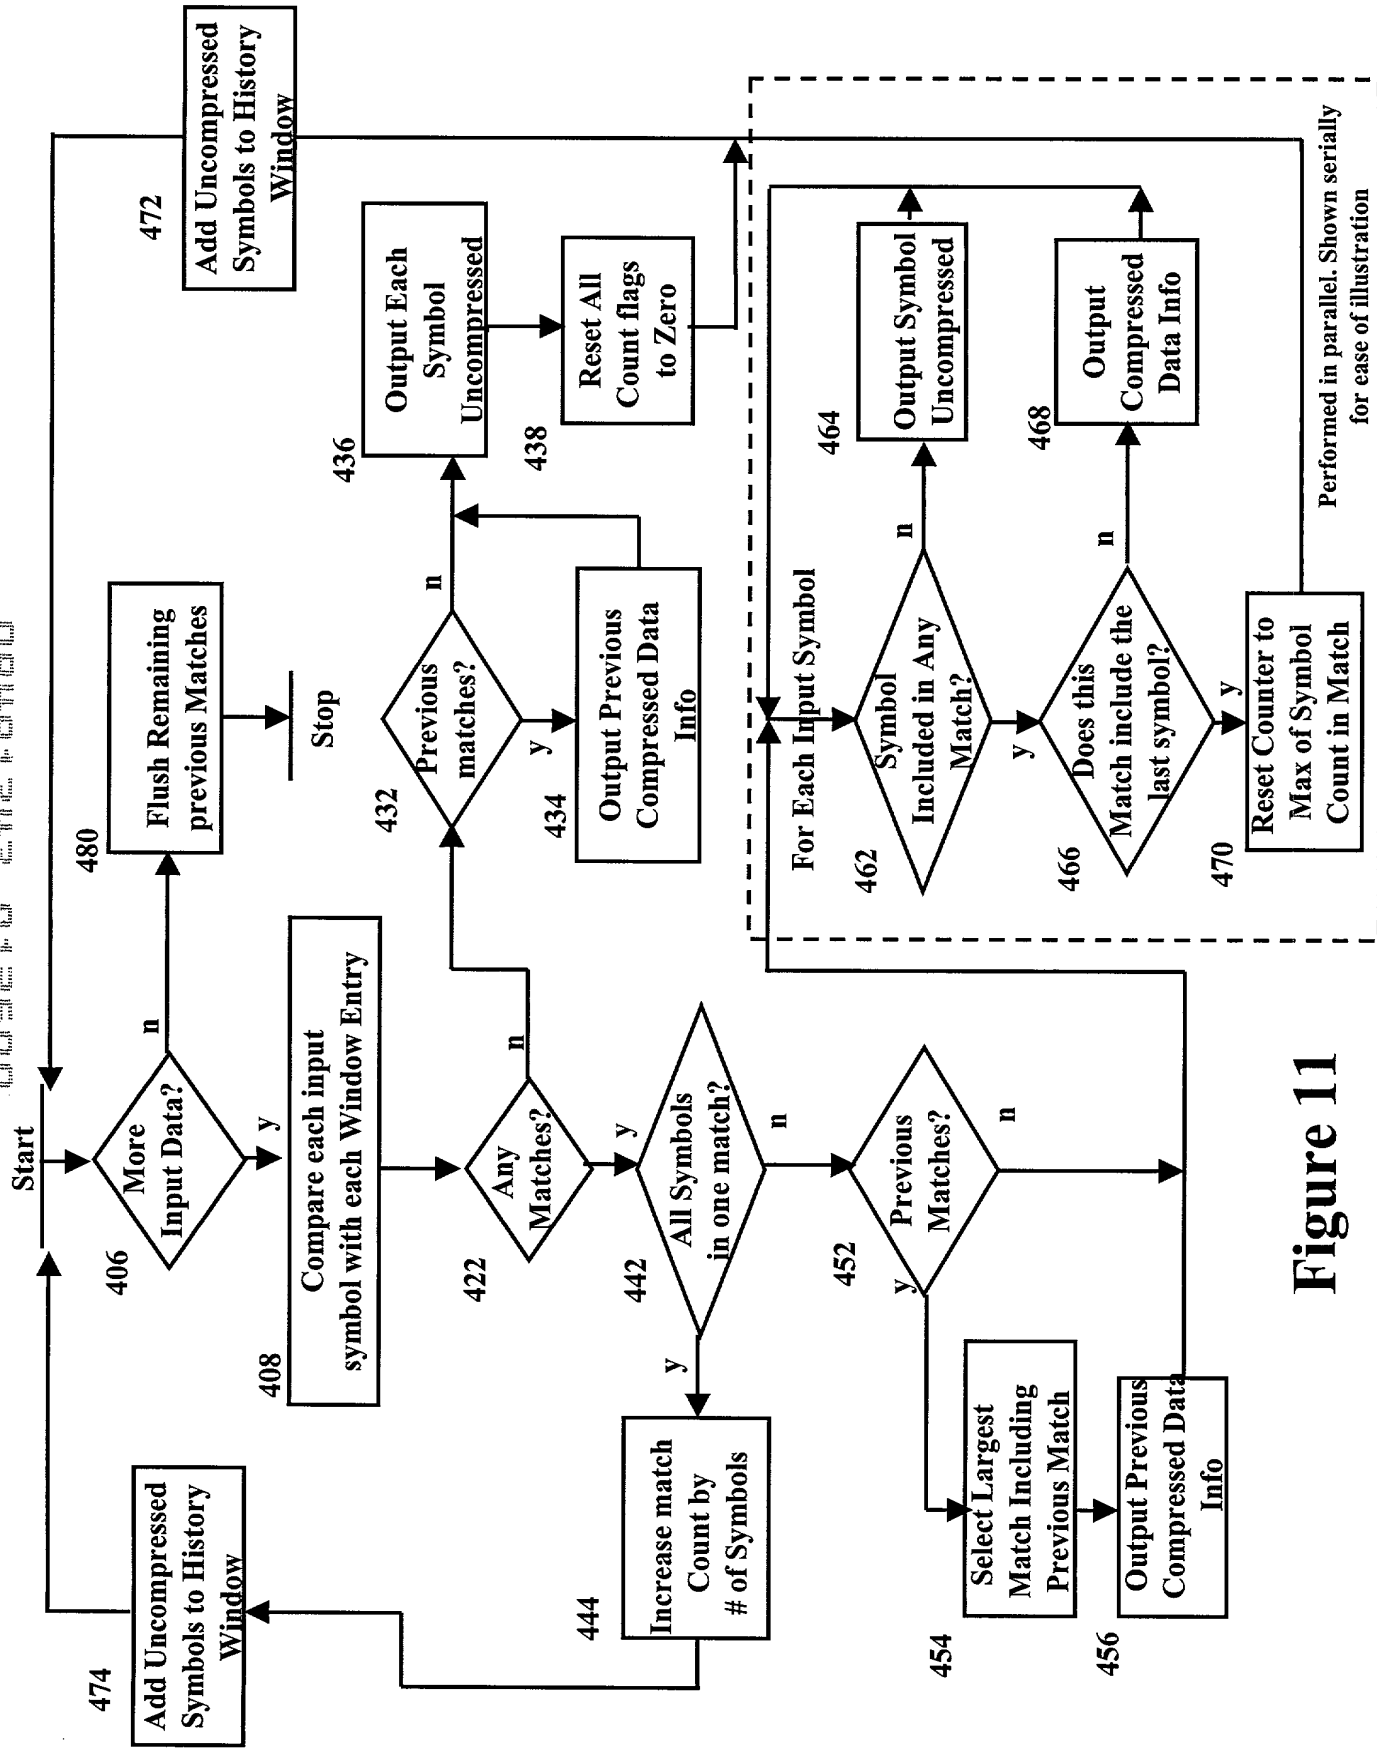 Start
406
More
Input Data?
n
y
480
Flush Remaining
previous Matches
Stop
408
Compare each input
symbol with each Window Entry
422
Any
Matches?
n
y
432
Previous
matches?
n
y
434
Output Previous
Compressed Data
Info
436
Output Each
Symbol
Uncompressed
438
Reset All
Count flags
to Zero
472
Add Uncompressed
Symbols to History
Window
442
All Symbols
in one match?
y
n
444
Increase match
Count by
# of Symbols
474
Add Uncompressed
Symbols to History
Window
452
Previous
Matches?
y
n
454
Select Largest
Match Including
Previous Match
456
Output Previous
Compressed Data
Info
For Each Input Symbol
462
Symbol
Included in Any
Match?
n
y
464
Output Symbol
Uncompressed
466
Does this
Match include the
last symbol?
n
y
468
Output
Compressed
Data Info
470
Reset Counter to
Max of Symbol
Count in Match
Performed in parallel. Shown serially
for ease of illustration
Figure 11